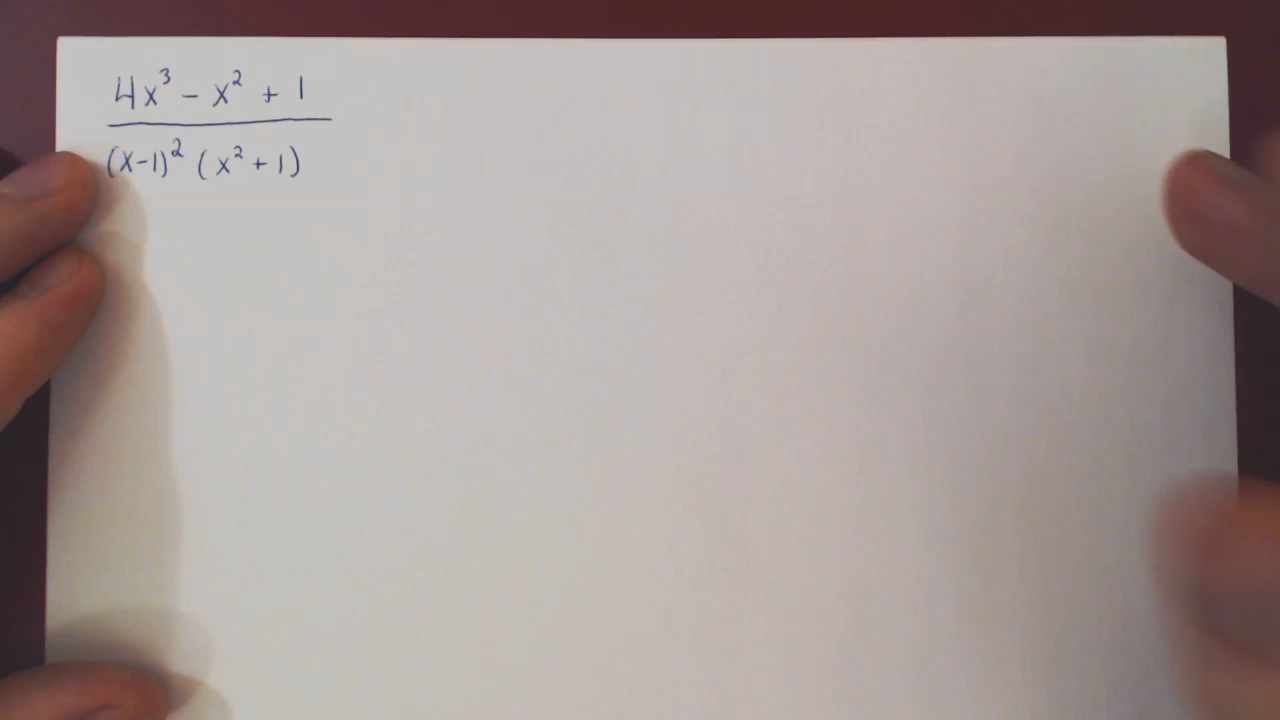 4x³ - x² + 1
(x-1)² (x² + 1)